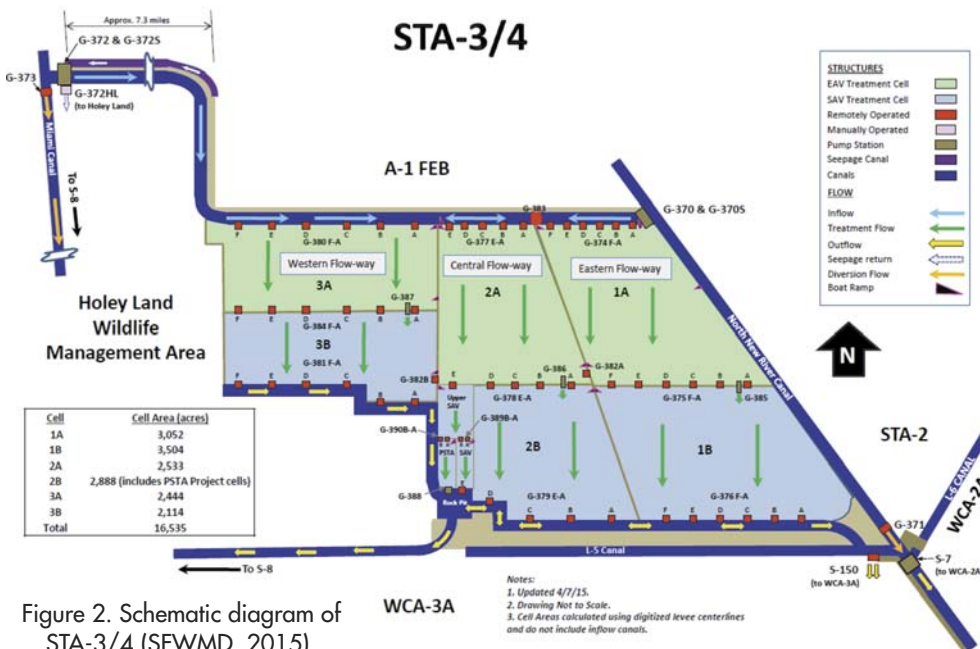 STA-3/4
Approx. 7.3 miles
G-372 & G-372S
G-373
G-372HL
(to Holey Land)
Miami Canal
To S-8
A-1 FEB
G-383
G-370 & G-370S
STRUCTURES
EAV Treatment Cell
SAV Treatment Cell
Remotely Operated
Manually Operated
Pump Station
Seepage Canal
Canals
FLOW
Inflow
Treatment Flow
Outflow
Seepage return
Diversion Flow
Boat Ramp
N
F E D C B A
G-380 F-A
E D C B A
G-377 E-A
F E D C B A
G-374 F-A
Western Flow-way
Central Flow-way
Eastern Flow-way
3A
2A
1A
G-387
F E D C B A
G-384 F-A
3B
G-381 F-A
F E D C
B A
Holey Land
Wildlife
Management Area
North New River Canal
G-382B
G-386
G-382A
E D C B A
G-378 E-A
F E D C B A
G-375 F-A
G-385
Upper
SAV
G-389B-A
G-390B-A
PSTA
SAV
2B
1B
G-388
E
D
Rock Pit
G-379 E-A
C B A
G-376 F-A
F E D C B A
STA-2
L-6 CANAL
WCA-2A
G-371
S-7
(to WCA-2A)
S-150
(to WCA-3A)
L-5 Canal
To S-8
WCA-3A
Cell Cell Area (acres)
1A 3,052
1B 3,504
2A 2,533
2B 2,888 (includes PSTA Project cells)
3A 2,444
3B 2,114
Total 16,535
Notes:
1. Updated 4/7/15.
2. Drawing Not to Scale.
3. Cell Areas calculated using digitized levee centerlines
and do not include inflow canals.
Figure 2. Schematic diagram of
STA-3/4 (SFWMD, 2015)